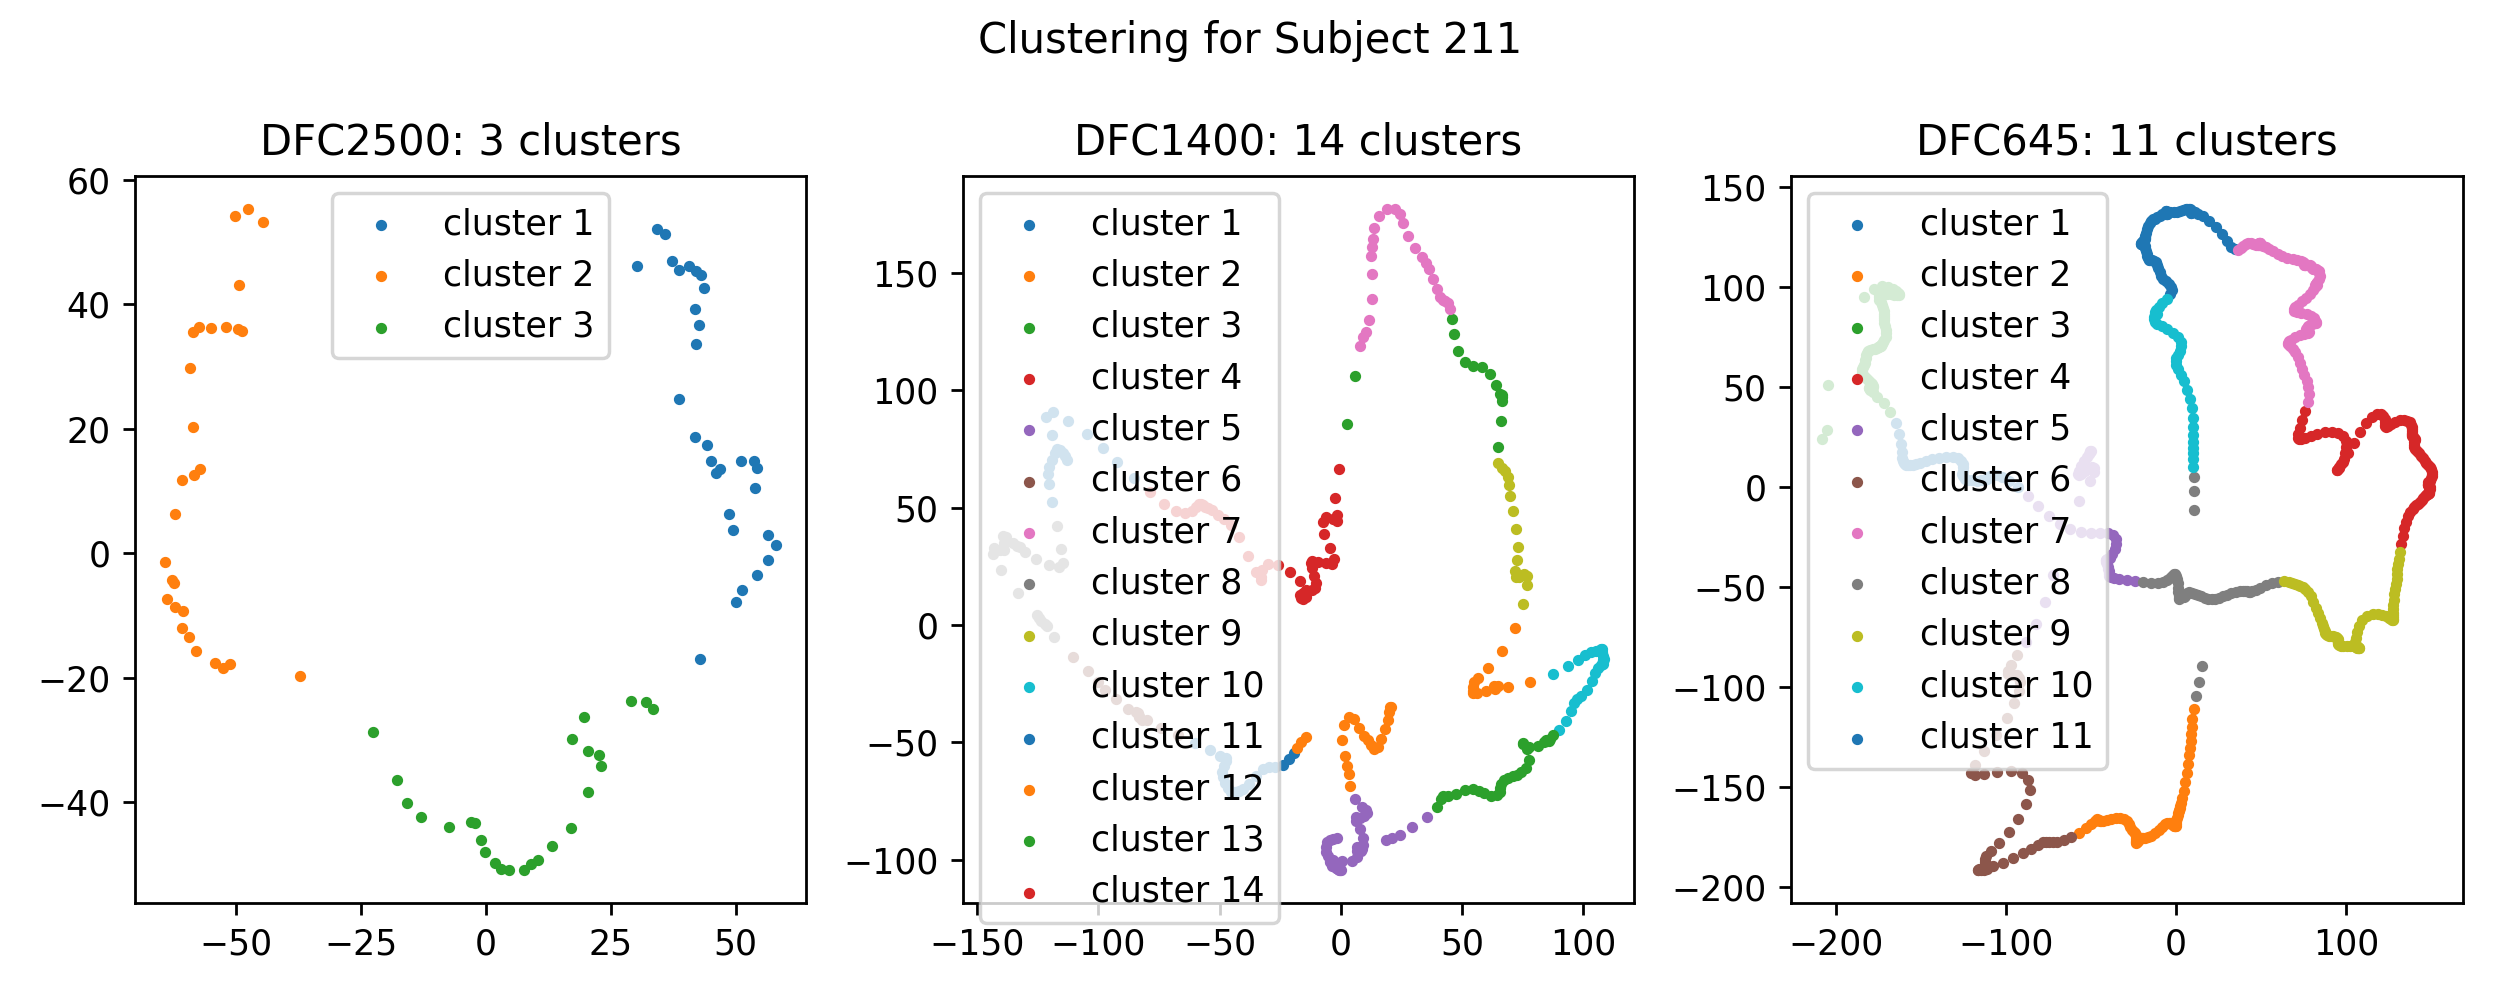 Clustering for Subject 211
DFC2500: 3 clusters
60
40
20
0
−20
−40
−50
−25
0
25
50
cluster 1
cluster 2
cluster 3
DFC1400: 14 clusters
150
100
50
0
−50
−100
−150
−100
−50
0
50
100
cluster 1
cluster 2
cluster 3
cluster 4
cluster 5
cluster 6
cluster 7
cluster 8
cluster 9
cluster 10
cluster 11
cluster 12
cluster 13
cluster 14
DFC645: 11 clusters
150
100
50
0
−50
−100
−150
−200
−200
−100
0
100
cluster 1
cluster 2
cluster 3
cluster 4
cluster 5
cluster 6
cluster 7
cluster 8
cluster 9
cluster 10
cluster 11